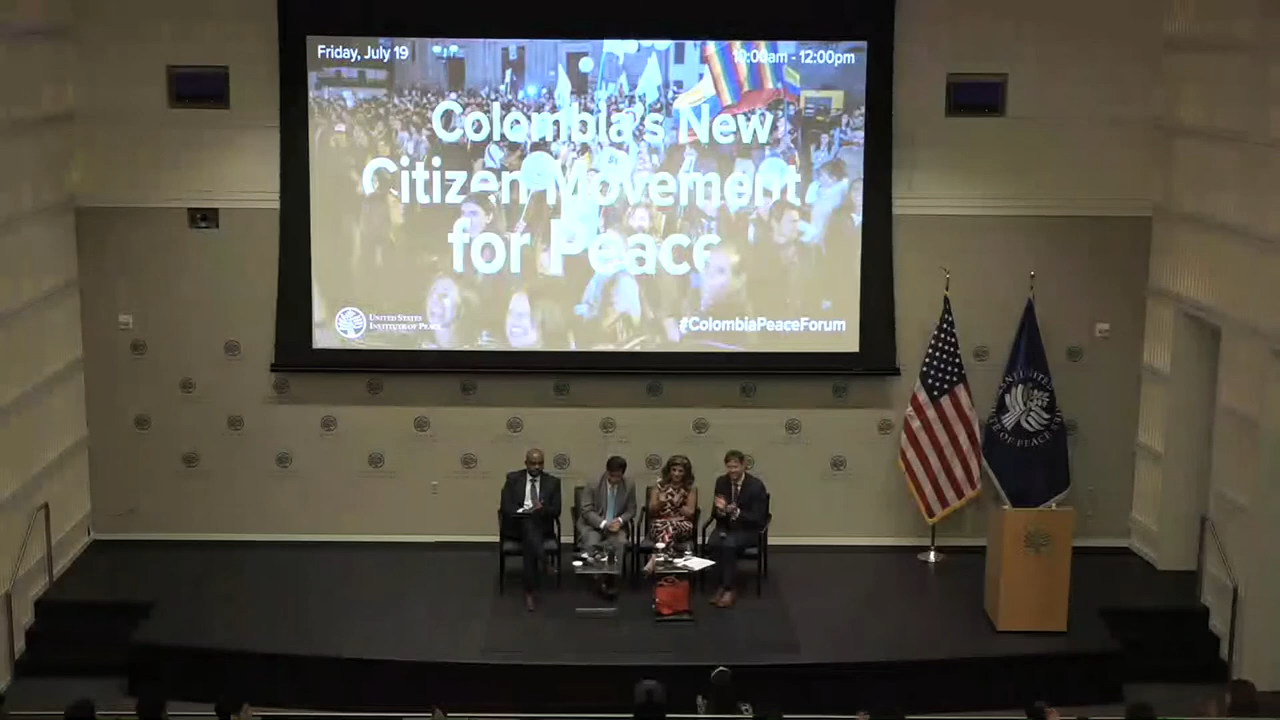 Friday, July 19
10:00am - 12:00pm
Colombia's New
Citizen Movement
for Peace
UNITED STATES
INSTITUTE OF PEACE
#ColombiaPeaceForum